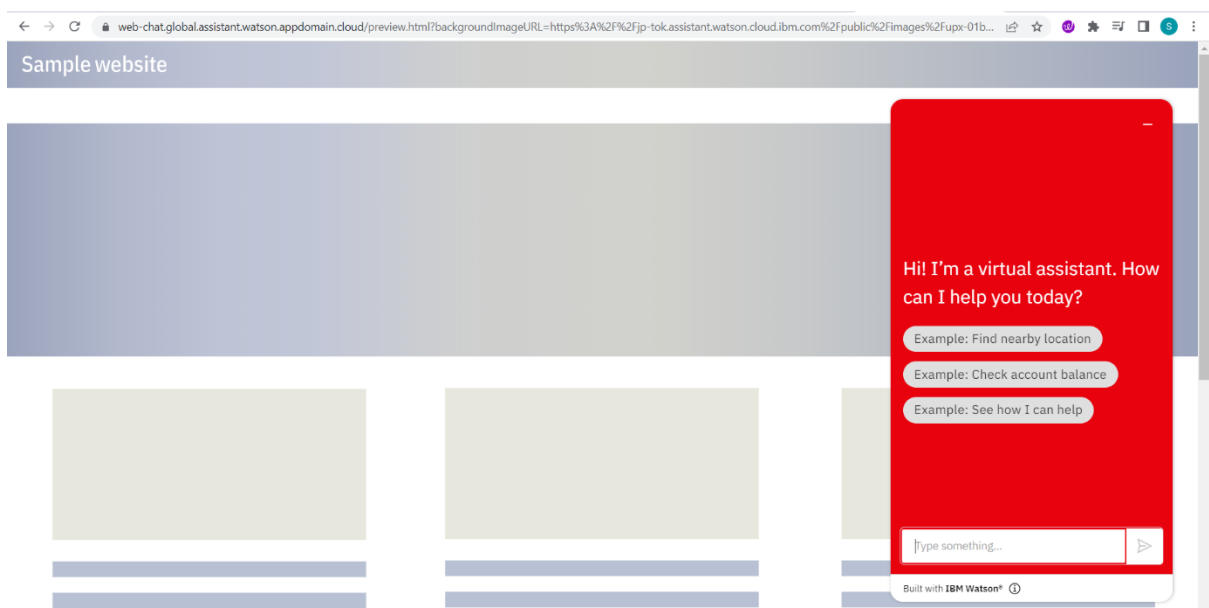 web-chat.global.assistant.watson.appdomain.cloud/preview.html?backgroundImageURL=https%3A%2F%2Fjp-tok.assistant.watson.cloud.ibm.com%2Fpublic%2Fimages%2Fupx-01b...
S
Sample website
Hi! I'm a virtual assistant. How
can I help you today?
Example: Find nearby location
Example: Check account balance
Example: See how I can help
Type something...
Built with IBM Watson®